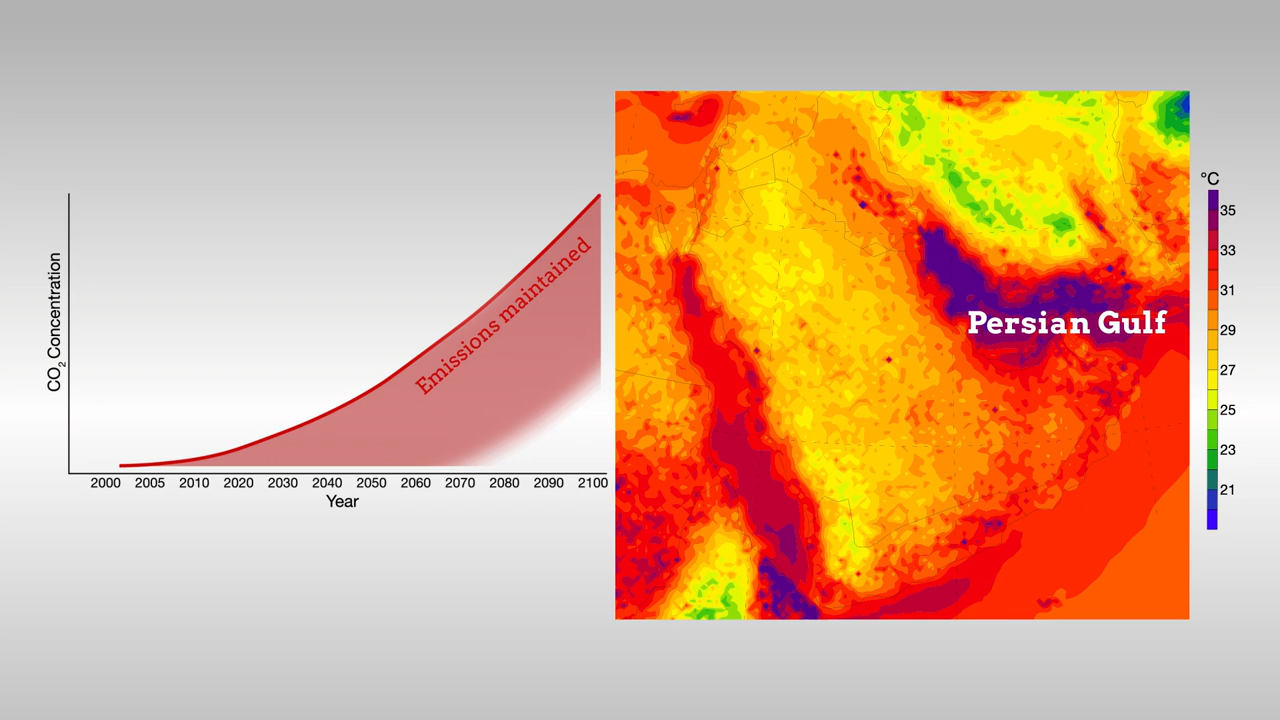 CO2 Concentration
Emissions maintained
2000 2005 2010 2020 2030 2040 2050 2060 2070 2080 2090 2100
Year
Persian Gulf
°C
35
33
31
29
27
25
23
21